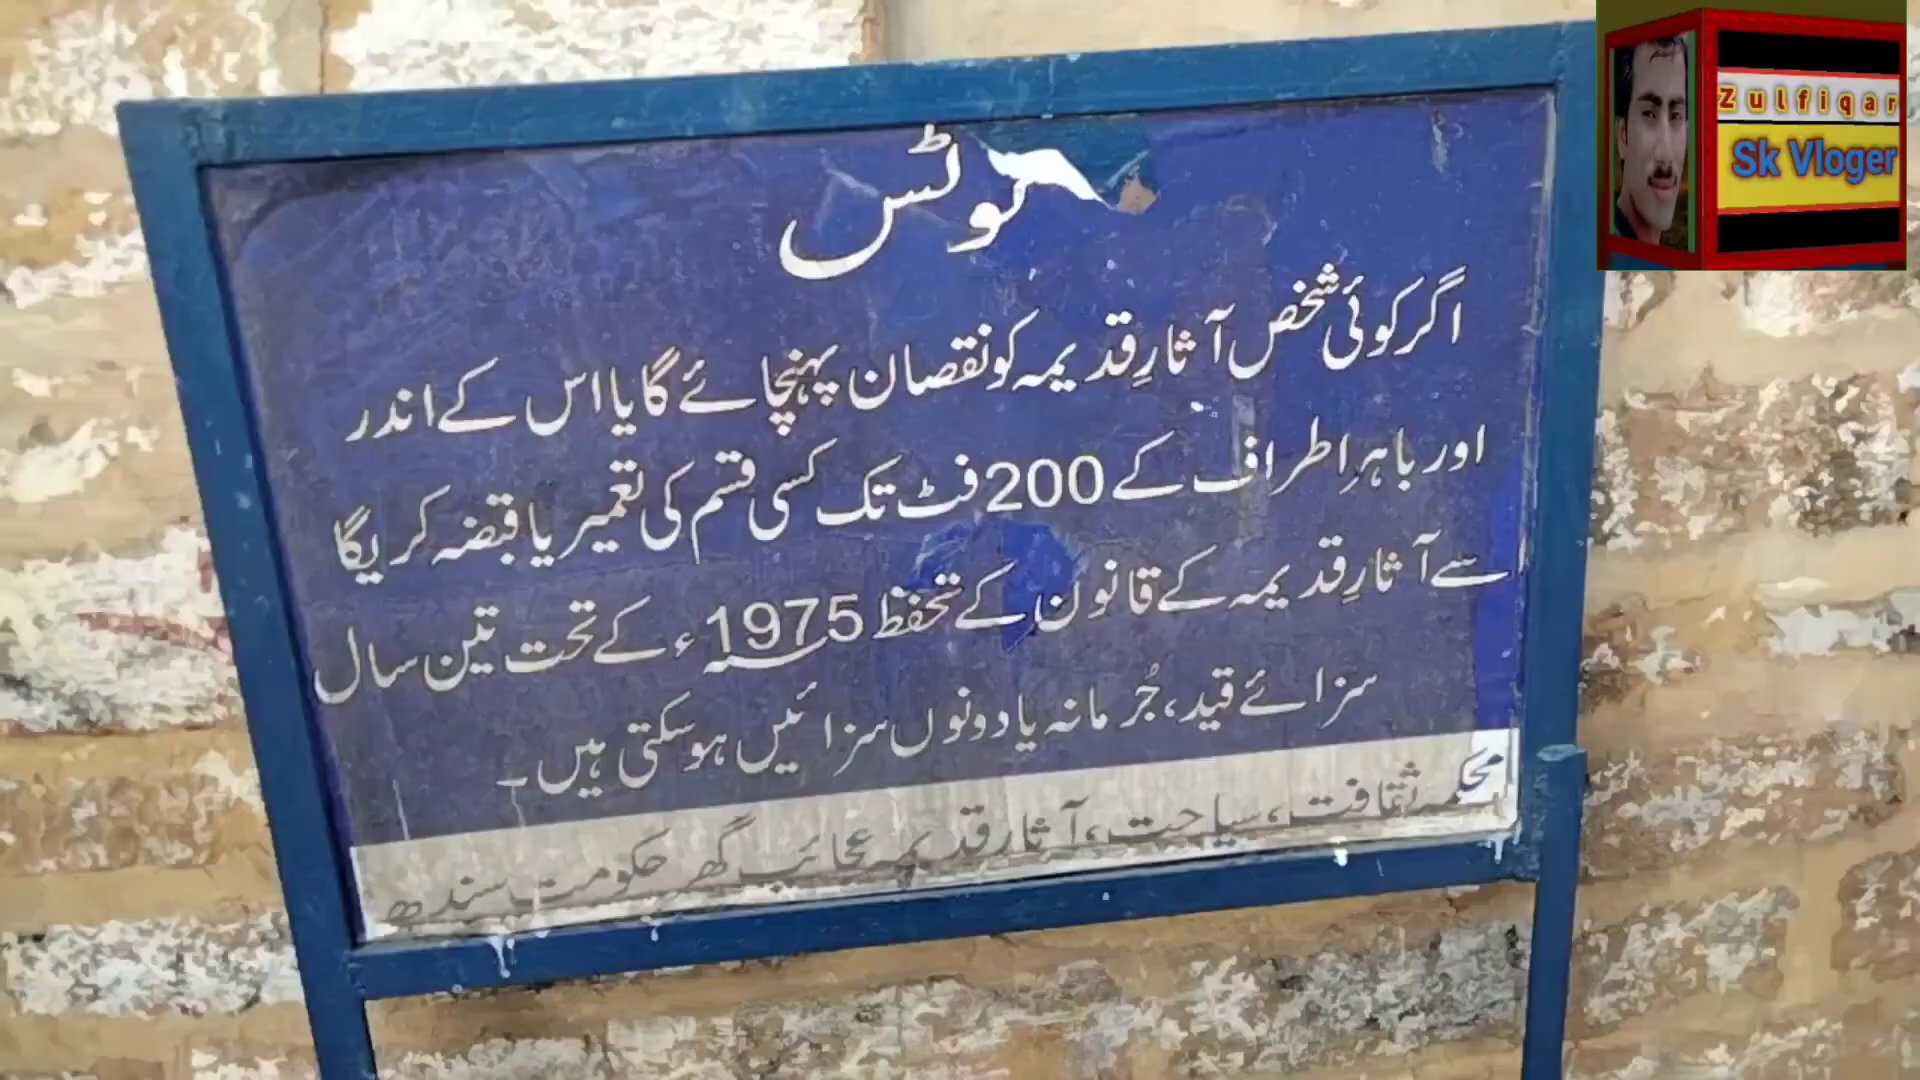 نوٹس
اگر کوئی شخص آثارِ قدیمہ کو نقصان پہنچائے گا یا اس کے اندر
اور باہرِ اطراف کے 200 فٹ تک کسی قسم کی تعمیر یا قبضہ کریگا
سے آثارِ قدیمہ کے قانون کے تحفظ 1975ء کے تحت تین سال
سزائے قید، جُرمانہ یا دونوں سزائیں ہوسکتی ہیں۔
محکمہ ثقافت، سیاحت، آثار قدیمہ عجائب گھر حکومت سندھ
Zulfiqar
Sk Vloger